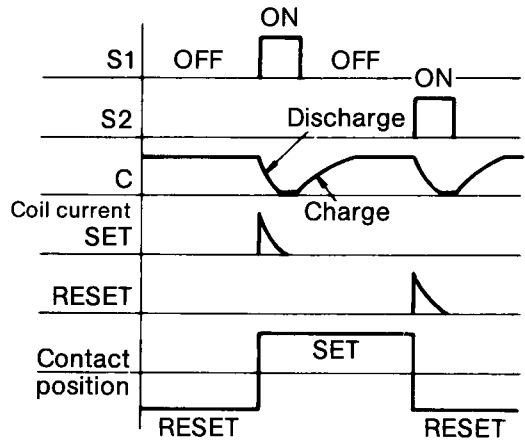 ON
S1 OFF OFF
ON
S2
Discharge
C
Charge
Coil current
SET
RESET
SET
Contact
position
RESET RESET